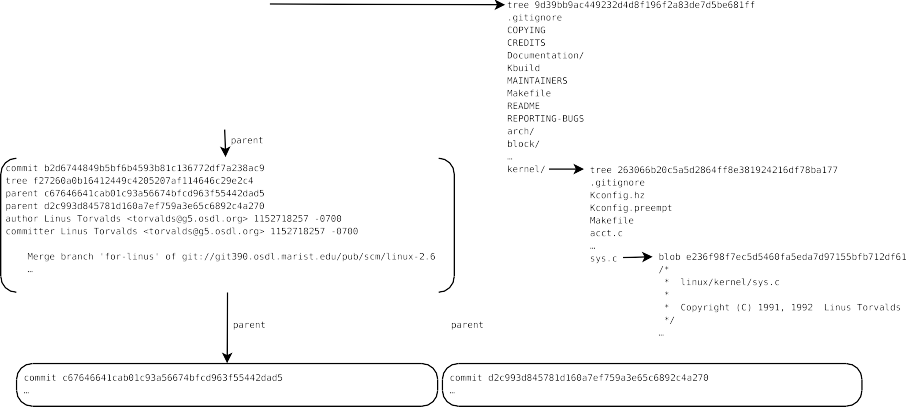 tree 9d39bb9ac449232d4d8f196f2a83de7d5be681ff
.gitignore
COPYING
CREDITS
Documentation/
Kbuild
MAINTAINERS
Makefile
README
REPORTING-BUGS
arch/
block/
…
kernel/
tree 263066b20c5a5d2864ff8e381924216df78ba177
.gitignore
Kconfig.hz
Kconfig.preempt
Makefile
acct.c
…
sys.c
blob e236f98f7ec5d5460fa5eda7d97155bfb712df61
/*
 *  linux/kernel/sys.c
 *
 *  Copyright (C) 1991, 1992  Linus Torvalds
 */
…
parent
commit b2d6744849b5bf6b4593b81c136772df7a238ac9
tree f27260a0b16412449c4205207af114646c29e2c4
parent c67646641cab01c93a56674bfcd963f55442dad5
parent d2c993d845781d160a7ef759a3e65c6892c4a270
author Linus Torvalds <torvalds@g5.osdl.org> 1152718257 -0700
committer Linus Torvalds <torvalds@g5.osdl.org> 1152718257 -0700
Merge branch 'for-linus' of git://git390.osdl.marist.edu/pub/scm/linux-2.6
…
parent
parent
commit c67646641cab01c93a56674bfcd963f55442dad5
…
commit d2c993d845781d160a7ef759a3e65c6892c4a270
…